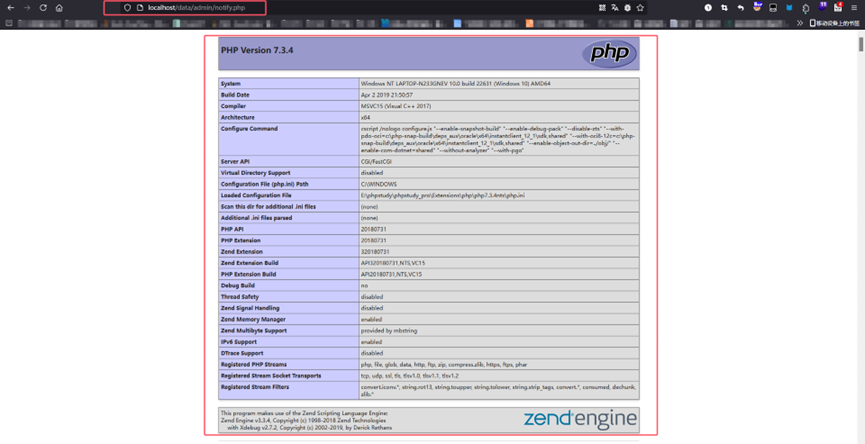 localhost/data/admin/notify.php
移动设备上的书签
PHP Version 7.3.4
php
System Windows NT LAPTOP-N233GNEV 10.0 build 22631 (Windows 10) AMD64
Build Date Apr 2 2019 21:50:57
Compiler MSVC15 (Visual C++ 2017)
Architecture x64
Configure Command cscript /nologo configure.js "--enable-snapshot-build" "--enable-debug-pack" "--disable-zts" "--with-
pdo-oci=c:\php-snap-build\deps_aux\oracle\x64\instantclient_12_1\sdk,shared" "--with-oci8-12c=c:\php-
snap-build\deps_aux\oracle\x64\instantclient_12_1\sdk,shared" "--enable-object-out-dir=../obj/" "--
enable-com-dotnet=shared" "--without-analyzer" "--with-pgo"
Server API CGI/FastCGI
Virtual Directory Support disabled
Configuration File (php.ini) Path C:\WINDOWS
Loaded Configuration File E:\phpstudy\phpstudy_pro\Extensions\php\php7.3.4nts\php.ini
Scan this dir for additional .ini files (none)
Additional .ini files parsed (none)
PHP API 20180731
PHP Extension 20180731
Zend Extension 320180731
Zend Extension Build API320180731,NTS,VC15
PHP Extension Build API20180731,NTS,VC15
Debug Build no
Thread Safety disabled
Zend Signal Handling disabled
Zend Memory Manager enabled
Zend Multibyte Support provided by mbstring
IPv6 Support enabled
DTrace Support disabled
Registered PHP Streams php, file, glob, data, http, ftp, zip, compress.zlib, https, ftps, phar
Registered Stream Socket Transports tcp, udp, ssl, tls, tlsv1.0, tlsv1.1, tlsv1.2
Registered Stream Filters convert.iconv.*, string.rot13, string.toupper, string.tolower, string.strip_tags, convert.*, consumed, dechunk,
zlib.*
This program makes use of the Zend Scripting Language Engine:
Zend Engine v3.3.4, Copyright (c) 1998-2018 Zend Technologies
with Xdebug v2.7.2, Copyright (c) 2002-2019, by Derick Rethans
zend engine